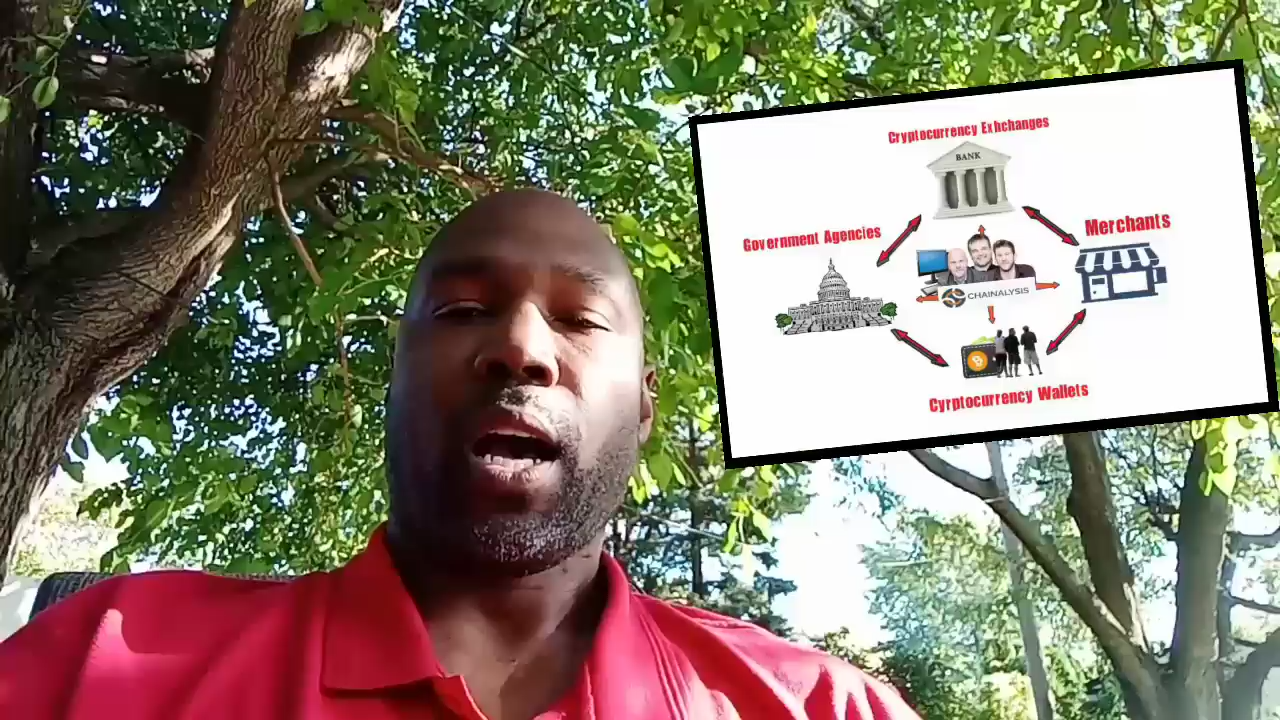 Cryptocurrency Exhchanges
BANK
Government Agencies
Merchants
CHAINALYSIS
Cyrptocurrency Wallets